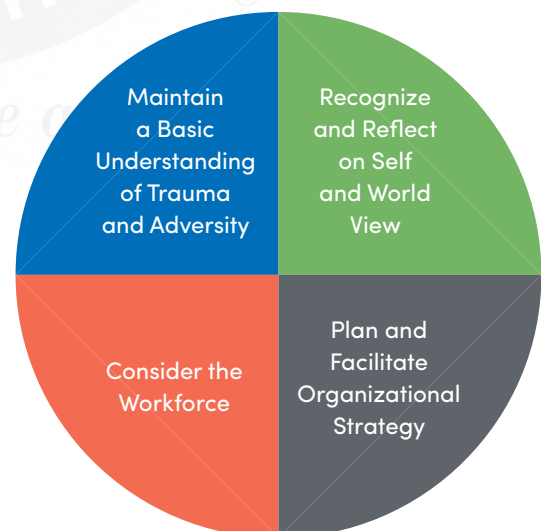 Maintain
a Basic
Understanding
of Trauma
and Adversity
Recognize
and Reflect
on Self
and World
View
Consider the
Workforce
Plan and
Facilitate
Organizational
Strategy